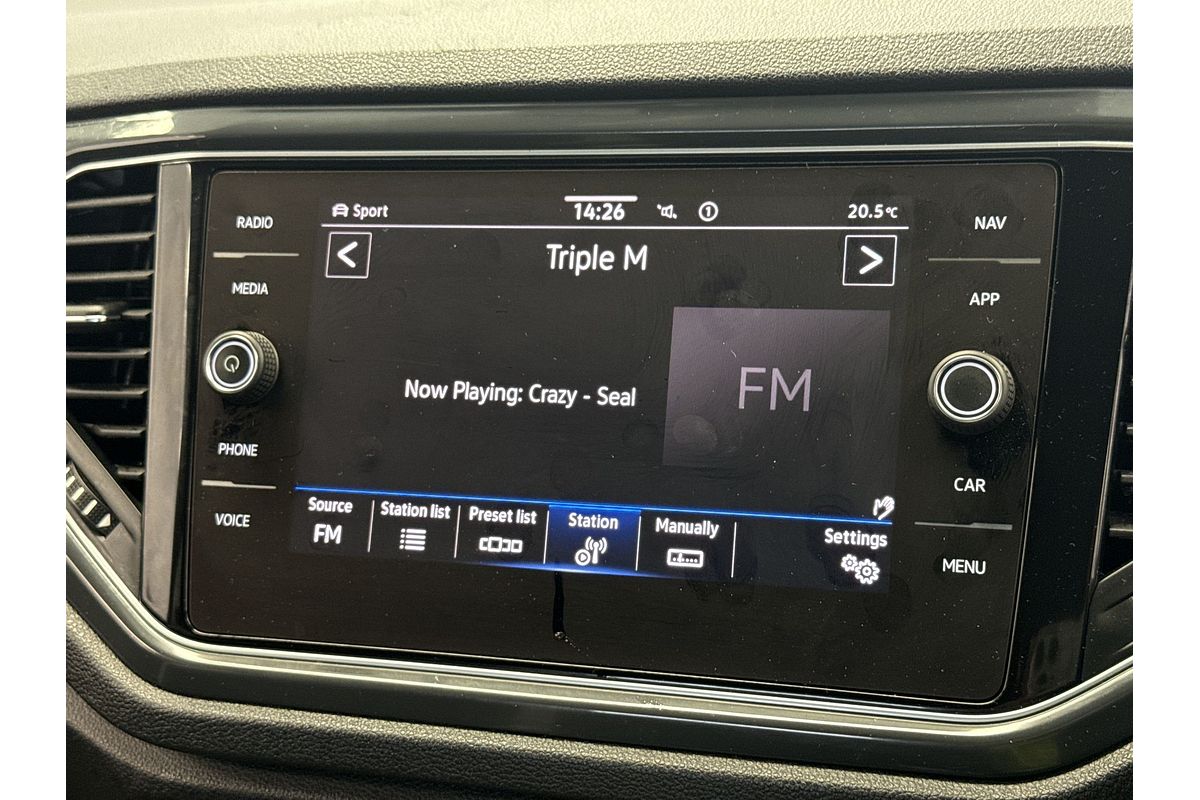 Sport 14:26 1 20.5°C
RADIO
MEDIA
PHONE
VOICE
< Triple M >
Now Playing: Crazy - Seal
FM
Source
FM
Station list
Preset list
Station
Manually
Settings
NAV
APP
CAR
MENU